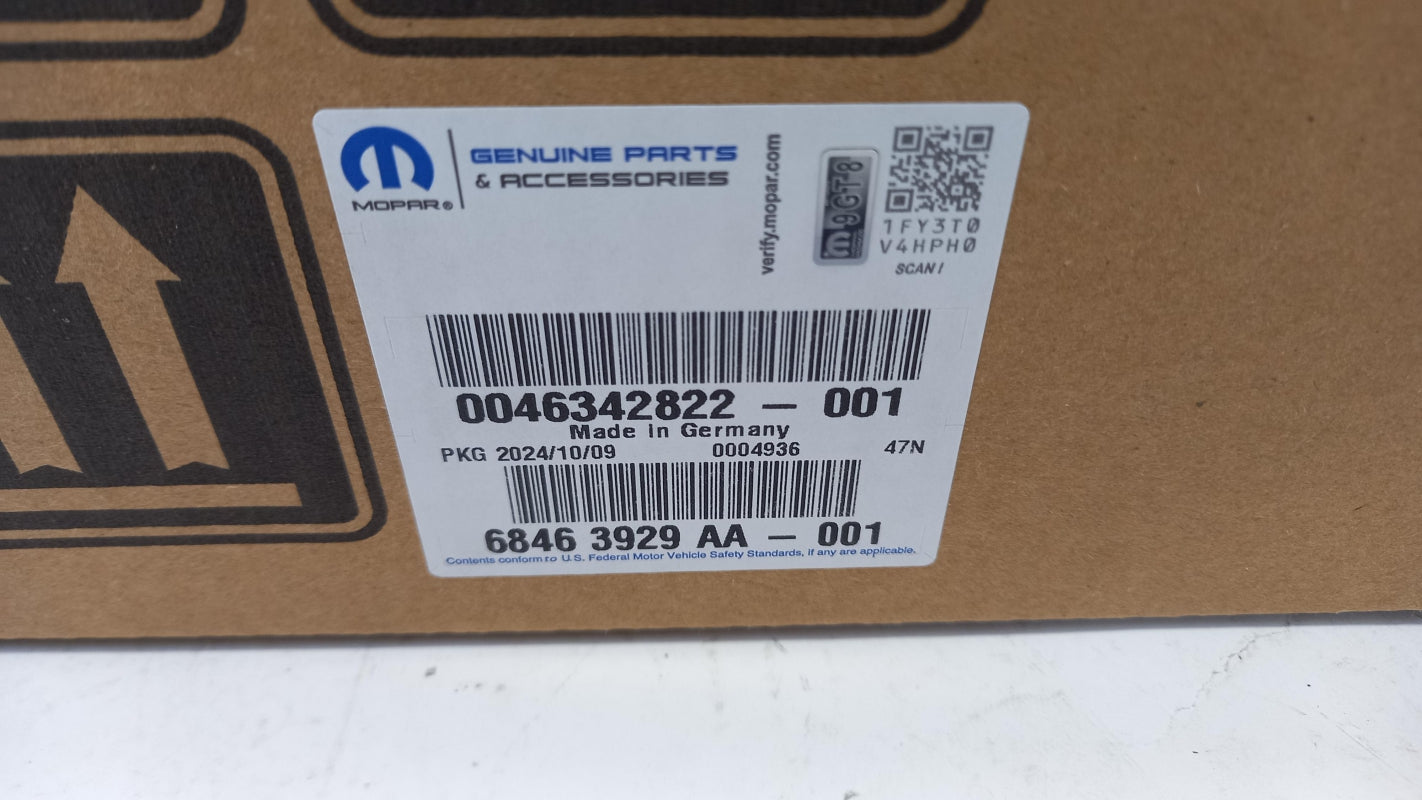 GENUINE PARTS
& ACCESSORIES
MOPAR®
verify.mopar.com
m 9GT8
1FY3T0
V4HPH0
SCAN!
0046342822 — 001
Made in Germany
PKG 2024/10/09 0004936 47N
6846 3929 AA — 001
Contents conform to U.S. Federal Motor Vehicle Safety Standards, if any are applicable.